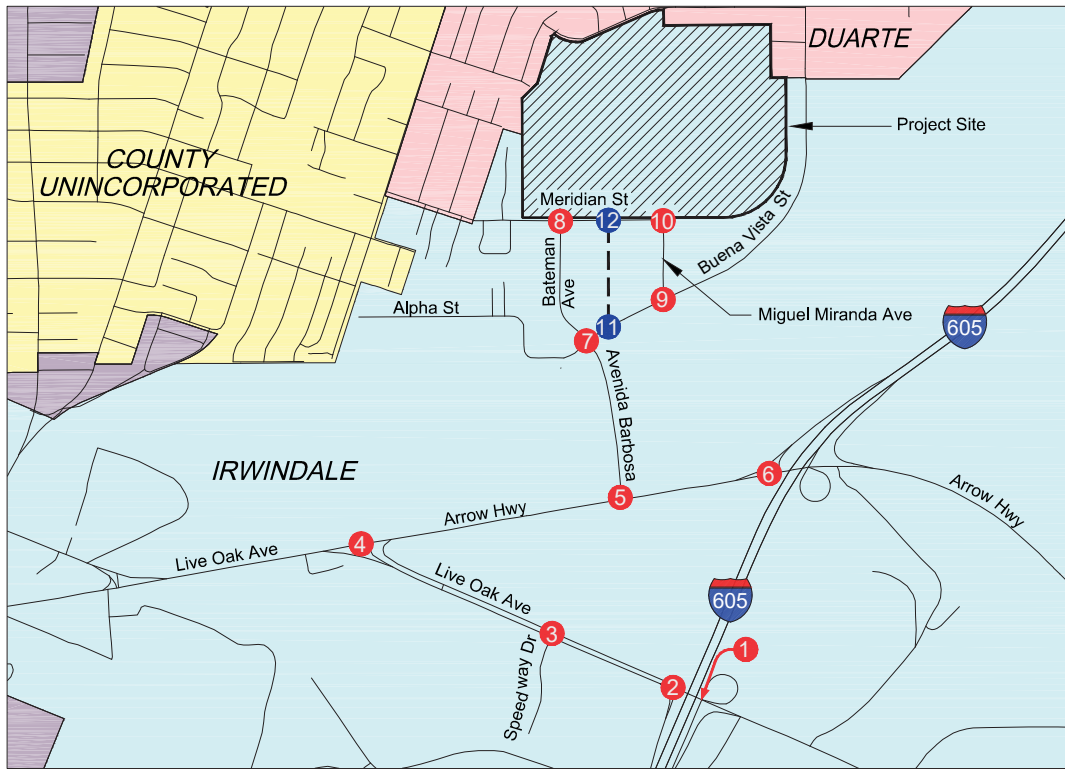 DUARTE
Project Site
COUNTY
UNINCORPORATED
Meridian St
8
12
10
Buena Vista St
Bateman
Ave
Miguel Miranda Ave
9
Alpha St
11
7
605
Avenida Barbosa
IRWINDALE
6
5
Arrow Hwy
Arrow Hwy
4
Live Oak Ave
Live Oak Ave
605
3
1
Speedway Dr
2